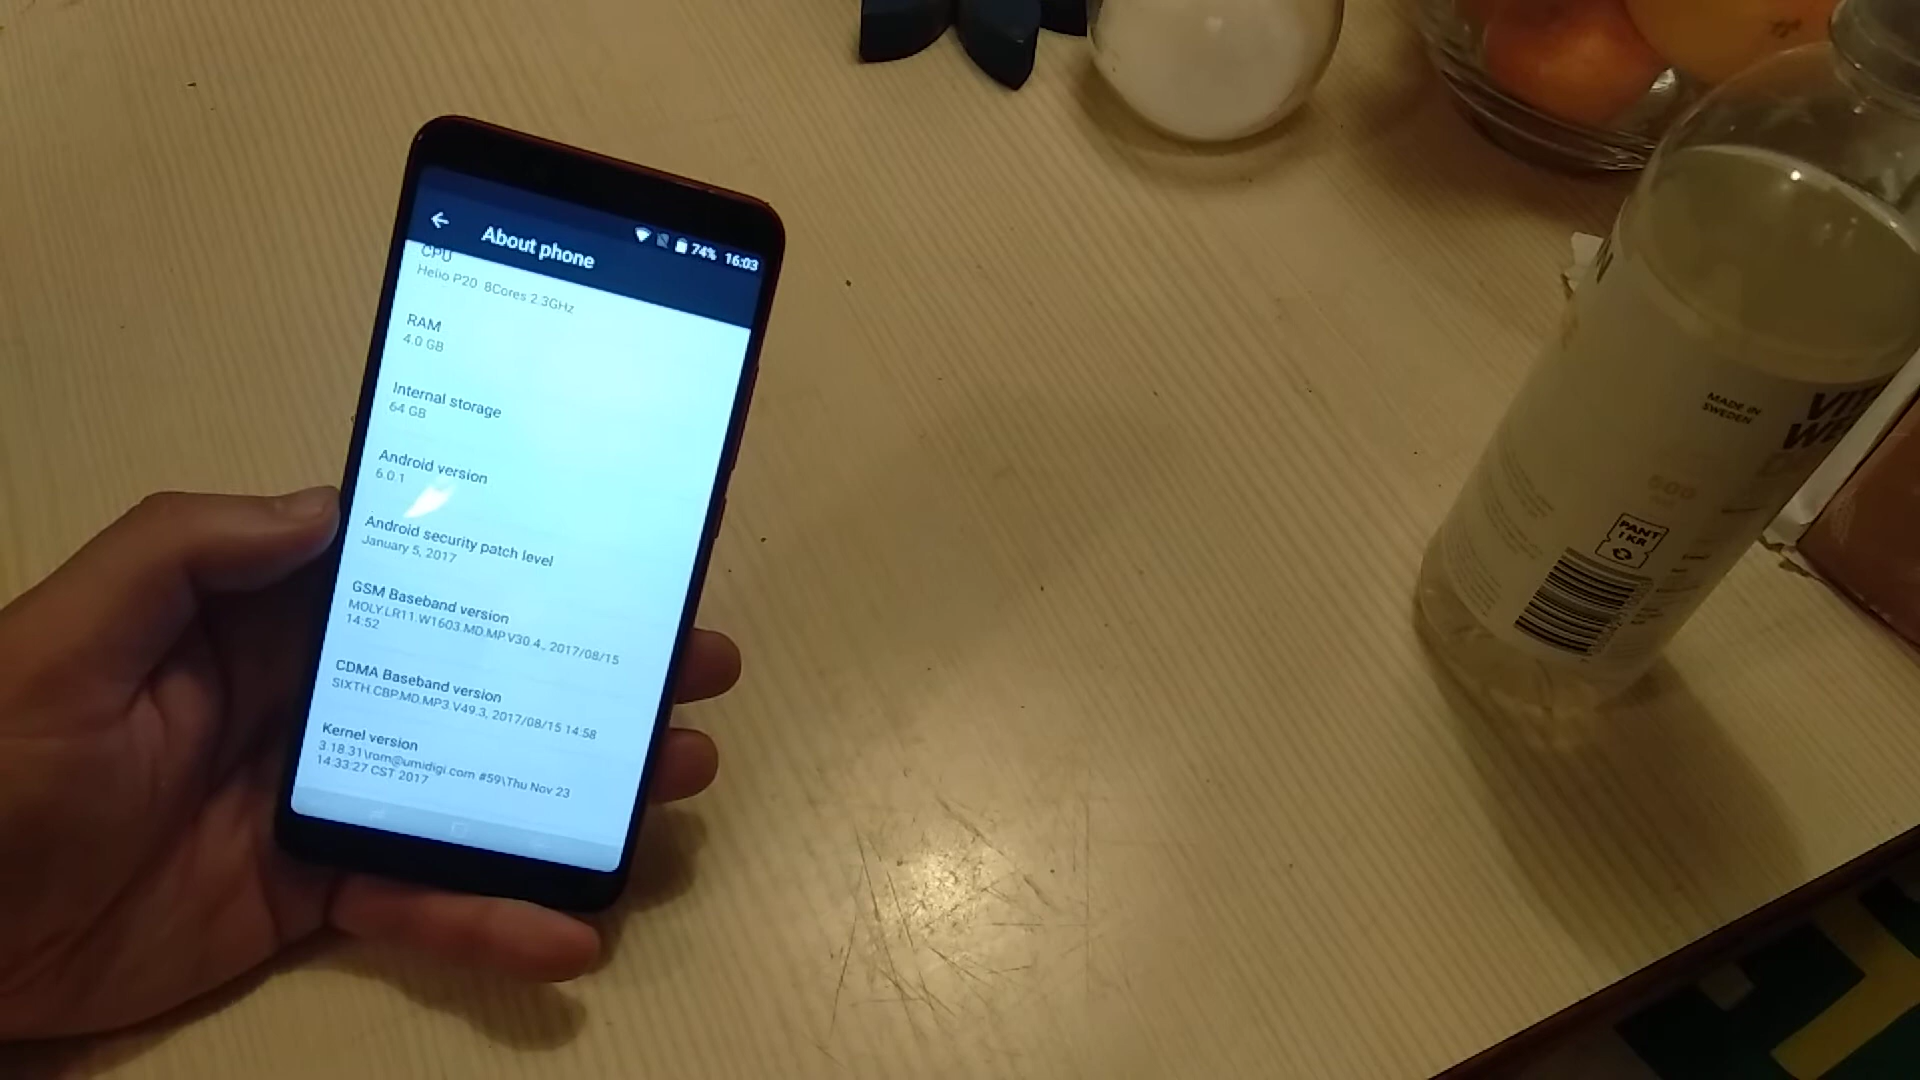 About phone
74% 16:03
CPU
Helio P20 8Cores 2.3GHz
RAM
4.0 GB
Internal storage
64 GB
Android version
6.0.1
Android security patch level
January 5, 2017
GSM Baseband version
MOLY.LR11.W1603.MD.MP.V30.4., 2017/08/15
14:52
CDMA Baseband version
SIXTH.CBP.MD.MP3.V49.3, 2017/08/15 14:58
Kernel version
3.18.31\rom@umidigi.com #59\Thu Nov 23
14:33:27 CST 2017
MADE IN
SWEDEN
PANT
1 KR